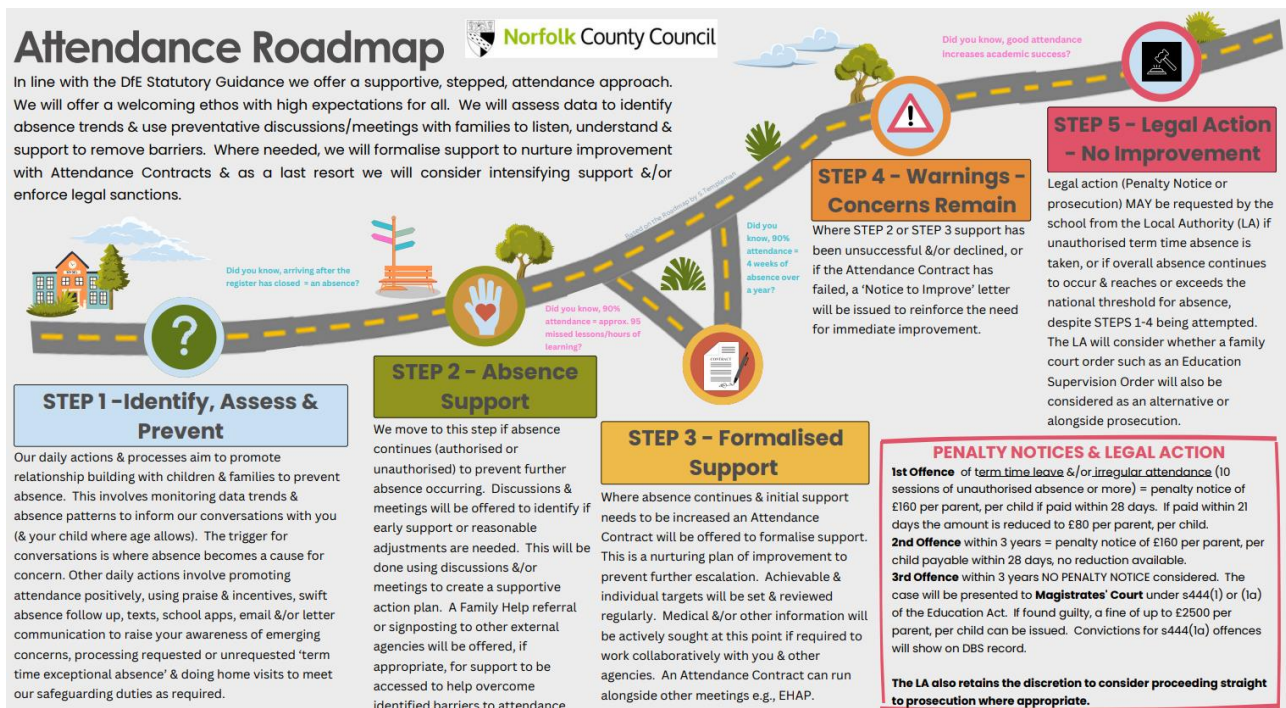 Attendance Roadmap
Norfolk County Council
In line with the DfE Statutory Guidance we offer a supportive, stepped, attendance approach.
We will offer a welcoming ethos with high expectations for all. We will assess data to identify
absence trends & use preventative discussions/meetings with families to listen, understand &
support to remove barriers. Where needed, we will formalise support to nurture improvement
with Attendance Contracts & as a last resort we will consider intensifying support &/or
enforce legal sanctions.
Did you know, arriving after the
register has closed = an absence?
STEP 1 –Identify, Assess &
Prevent
Our daily actions & processes aim to promote
relationship building with children & families to prevent
absence. This involves monitoring data trends &
absence patterns to inform our conversations with you
(& your child where age allows). The trigger for
conversations is where absence becomes a cause for
concern. Other daily actions involve promoting
attendance positively, using praise & incentives, swift
absence follow up, texts, school apps, email &/or letter
communication to raise your awareness of emerging
concerns, processing requested or unrequested ‘term
time exceptional absence’ & doing home visits to meet
our safeguarding duties as required.
Did you know, 90%
attendance = approx. 95
missed lessons/hours of
learning?
STEP 2 - Absence
Support
We move to this step if absence
continues (authorised or
unauthorised) to prevent further
absence occurring. Discussions &
meetings will be offered to identify if
early support or reasonable
adjustments are needed. This will be
done using discussions &/or
meetings to create a supportive
action plan. A Family Help referral
or signposting to other external
agencies will be offered, if
appropriate, for support to be
accessed to help overcome
identified barriers to attendance
Based on the Roadmap by S Templeman
Did you
know, 90%
attendance =
4 weeks of
absence over
a year?
CONTRACT
STEP 3 – Formalised
Support
Where absence continues & initial support
needs to be increased an Attendance
Contract will be offered to formalise support.
This is a nurturing plan of improvement to
prevent further escalation. Achievable &
individual targets will be set & reviewed
regularly. Medical &/or other information will
be actively sought at this point if required to
work collaboratively with you & other
agencies. An Attendance Contract can run
alongside other meetings e.g., EHAP.
STEP 4 – Warnings –
Concerns Remain
Where STEP 2 or STEP 3 support has
been unsuccessful &/or declined, or
if the Attendance Contract has
failed, a ‘Notice to Improve’ letter
will be issued to reinforce the need
for immediate improvement.
Did you know, good attendance
increases academic success?
STEP 5 - Legal Action
- No Improvement
Legal action (Penalty Notice or
prosecution) MAY be requested by the
school from the Local Authority (LA) if
unauthorised term time absence is
taken, or if overall absence continues
to occur & reaches or exceeds the
national threshold for absence,
despite STEPS 1-4 being attempted.
The LA will consider whether a family
court order such as an Education
Supervision Order will also be
considered as an alternative or
alongside prosecution.
PENALTY NOTICES & LEGAL ACTION
1st Offence of term time leave &/or irregular attendance (10
sessions of unauthorised absence or more) = penalty notice of
£160 per parent, per child if paid within 28 days. If paid within 21
days the amount is reduced to £80 per parent, per child.
2nd Offence within 3 years = penalty notice of £160 per parent, per
child payable within 28 days, no reduction available.
3rd Offence within 3 years NO PENALTY NOTICE considered. The
case will be presented to Magistrates' Court under s444(1) or (1a)
of the Education Act. If found guilty, a fine of up to £2500 per
parent, per child can be issued. Convictions for s444(1a) offences
will show on DBS record.
The LA also retains the discretion to consider proceeding straight
to prosecution where appropriate.